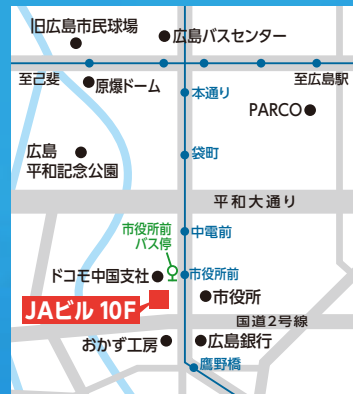 旧広島市民球場
広島バスセンター
至己斐
原爆ドーム
至広島駅
本通り
PARCO
広島
平和記念公園
袋町
平和大通り
市役所前
バス停
中電前
ドコモ中国支社
市役所前
JAビル 10F
市役所
国道2号線
おかず工房
広島銀行
鷹野橋